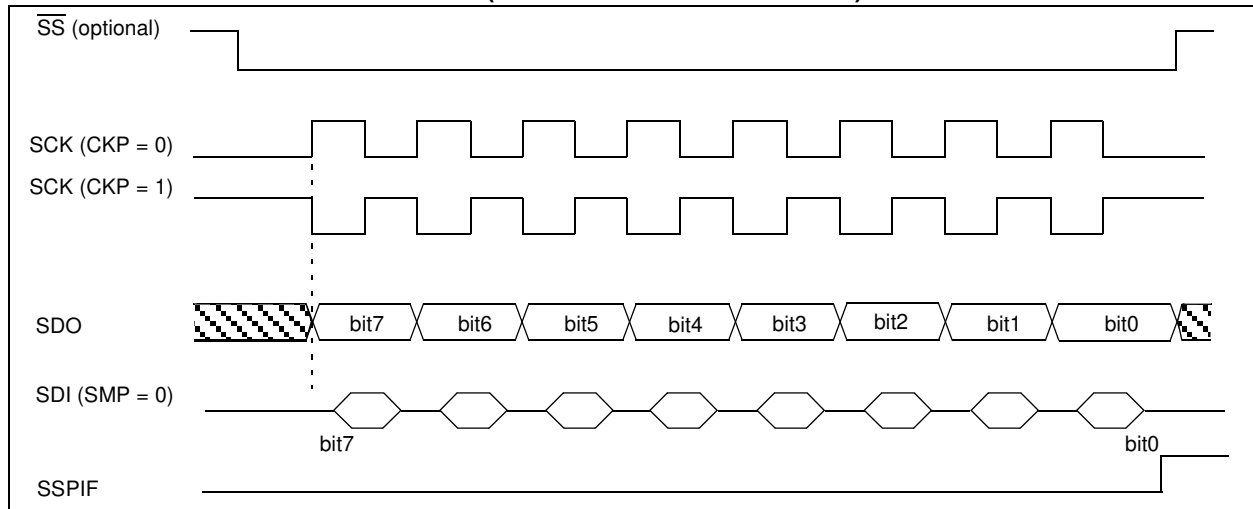 SS (optional)
SCK (CKP = 0)
SCK (CKP = 1)
SDO bit7 bit6 bit5 bit4 bit3 bit2 bit1 bit0
SDI (SMP = 0)
bit7 bit0
SSPIF